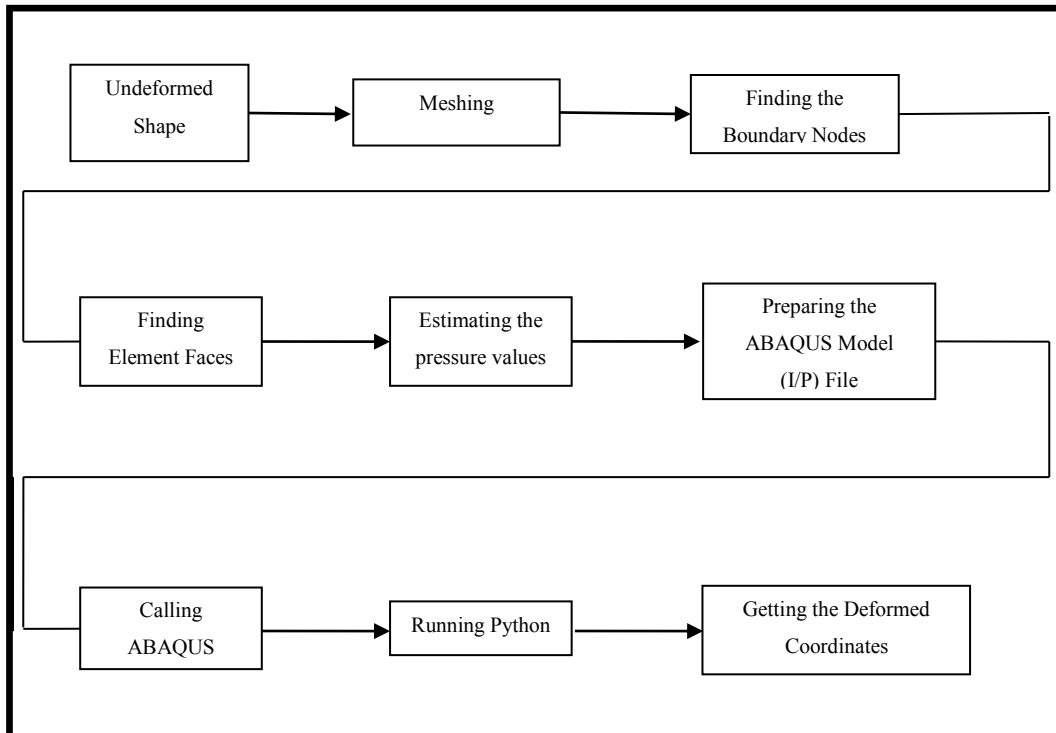 Undeformed
Shape
Meshing
Finding the
Boundary Nodes
Finding
Element Faces
Estimating the
pressure values
Preparing the
ABAQUS Model
(I/P) File
Calling
ABAQUS
Running Python
Getting the Deformed
Coordinates